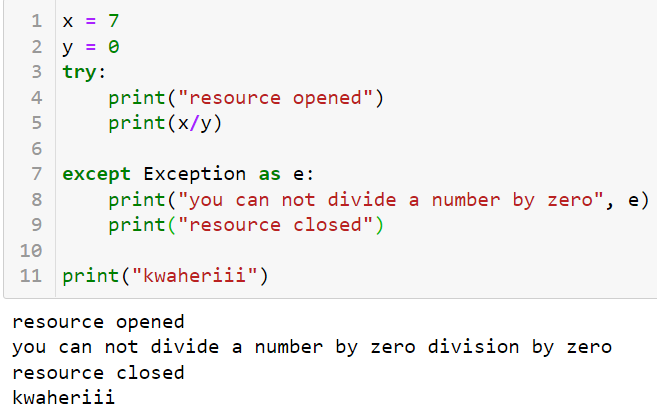 1 x = 7
2 y = 0
3 try:
4     print("resource opened")
5     print(x/y)
6
7 except Exception as e:
8     print("you can not divide a number by zero", e)
9     print("resource closed")
10
11 print("kwaheriii")
resource opened
you can not divide a number by zero division by zero
resource closed
kwaheriii